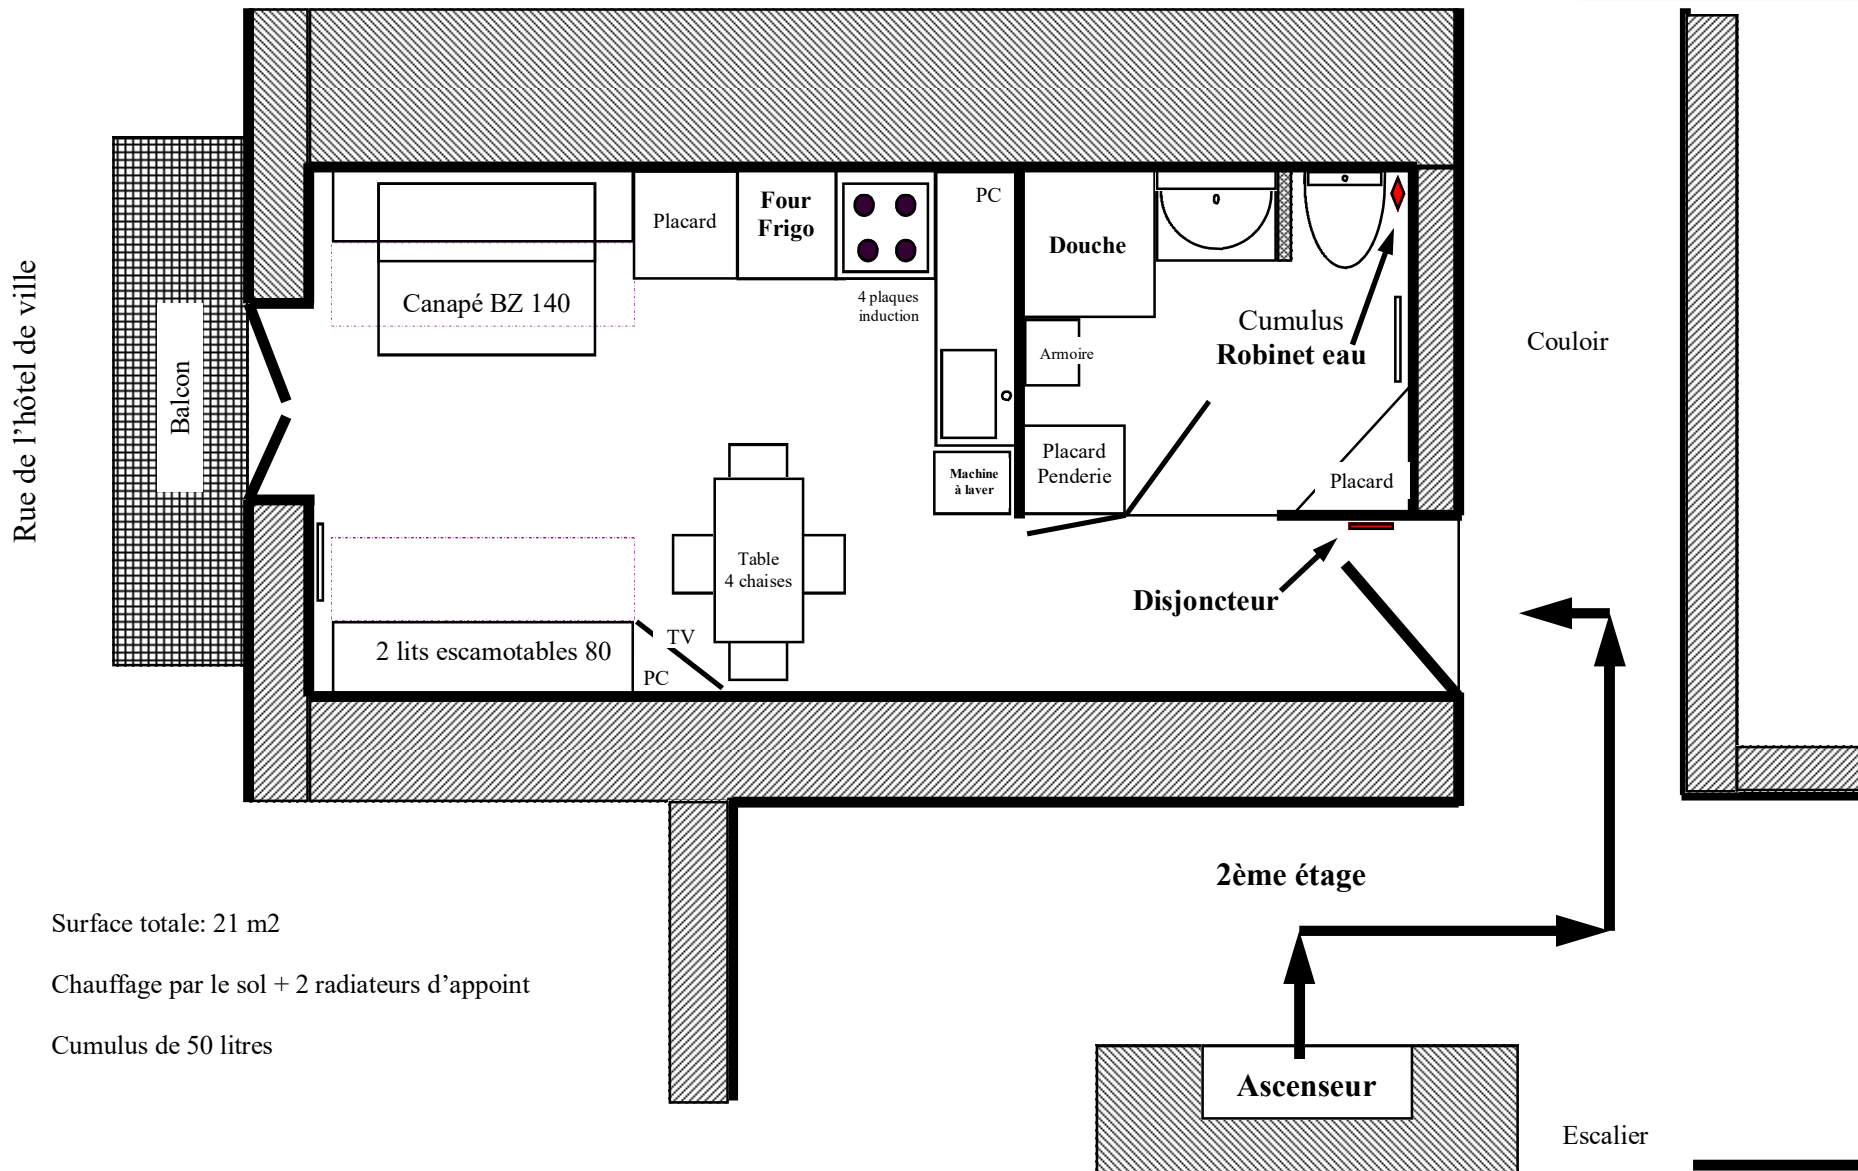 Rue de l’hôtel de ville
Balcon
Canapé BZ 140
Placard
Four
Frigo
4 plaques
induction
PC
Machine
à laver
Douche
Armoire
Placard
Penderie
Cumulus
Robinet eau
Placard
Couloir
Table
4 chaises
Disjoncteur
2 lits escamotables 80
TV
PC
2ème étage
Surface totale: 21 m2
Chauffage par le sol + 2 radiateurs d’appoint
Cumulus de 50 litres
Ascenseur
Escalier